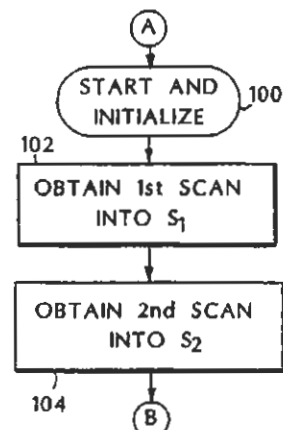 A
START AND
INITIALIZE
100
102
OBTAIN 1st SCAN
INTO S₁
OBTAIN 2nd SCAN
INTO S₂
104
B